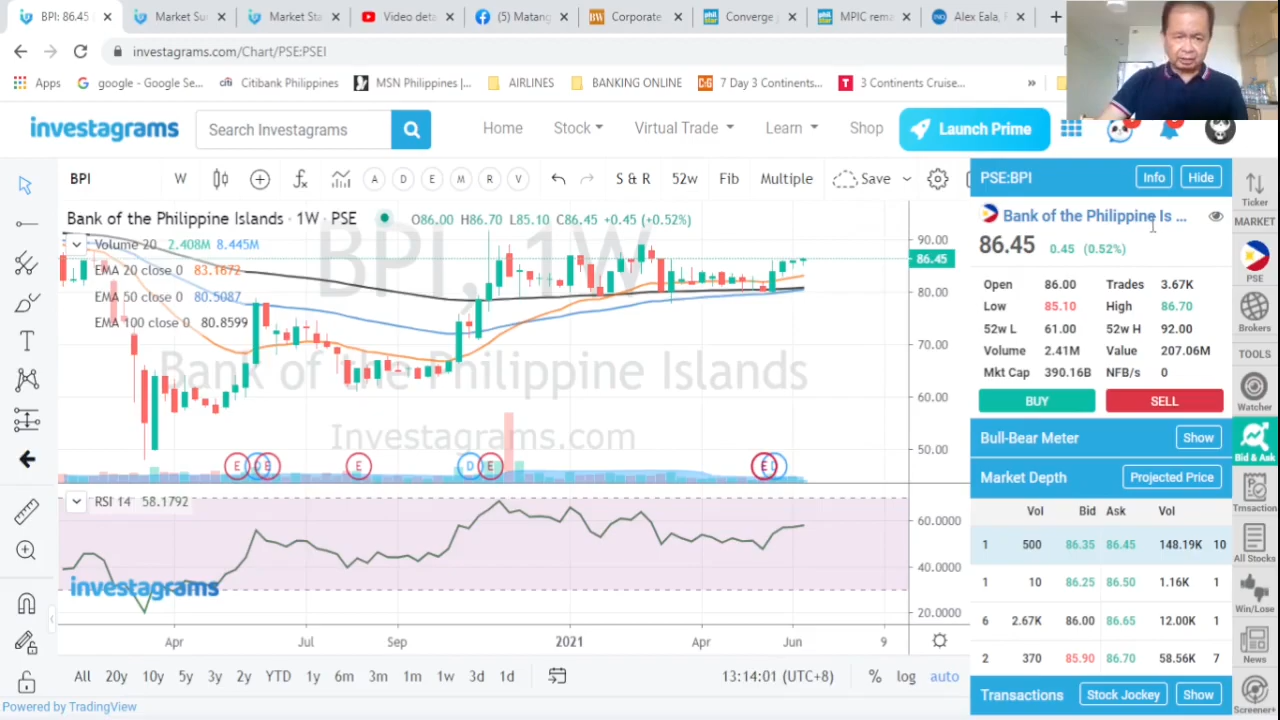 BPI: 86.45
Market Su
Market Sta
Video deta
(5) Matang
Corporate
Converge
MPIC rema
Alex Eala,
investagrams.com/Chart/PSE:PSEI
Apps
google - Google Se...
Citibank Philippines
MSN Philippines |...
AIRLINES
BANKING ONLINE
7 Day 3 Continents...
3 Continents Cruise...
investagrams
Search Investagrams
Home
Stock
Virtual Trade
Learn
Shop
Launch Prime
BPI
W
A D E M R V
S & R
52w
Fib
Multiple
Save
Bank of the Philippine Islands · 1W · PSE
O86.00 H86.70 L85.10 C86.45 +0.45 (+0.52%)
Volume 20 2.408M 8.445M
EMA 20 close 0 83.1672
EMA 50 close 0 80.5087
EMA 100 close 0 80.8599
BPI, 1W
Bank of the Philippine Islands
Investagrams.com
90.00
86.45
80.00
70.00
60.00
50.00
E D E E D E E D
RSI 14 58.1792
investagrams
60.0000
40.0000
20.0000
Apr Jul Sep 2021 Apr Jun 9
All 20y 10y 5y 3y 2y YTD 1y 6m 3m 1m 1w 3d 1d
13:14:01 (UTC+8)
% log auto
Powered by TradingView
PSE:BPI
Info
Hide
Bank of the Philippine Is ...
86.45 0.45 (0.52%)
Open 86.00 Trades 3.67K
Low 85.10 High 86.70
52w L 61.00 52w H 92.00
Volume 2.41M Value 207.06M
Mkt Cap 390.16B NFB/s 0
BUY
SELL
Bull-Bear Meter
Show
Market Depth
Projected Price
Vol Bid Ask Vol
1 500 86.35 86.45 148.19K 10
1 10 86.25 86.50 1.16K 1
6 2.67K 86.00 86.65 12.00K 1
2 370 85.90 86.70 58.56K 7
Transactions
Stock Jockey
Show
Ticker
MARKET
PSE
Brokers
TOOLS
Watcher
Bid & Ask
Trnsaction
All Stocks
Win/Lose
News
Screener+